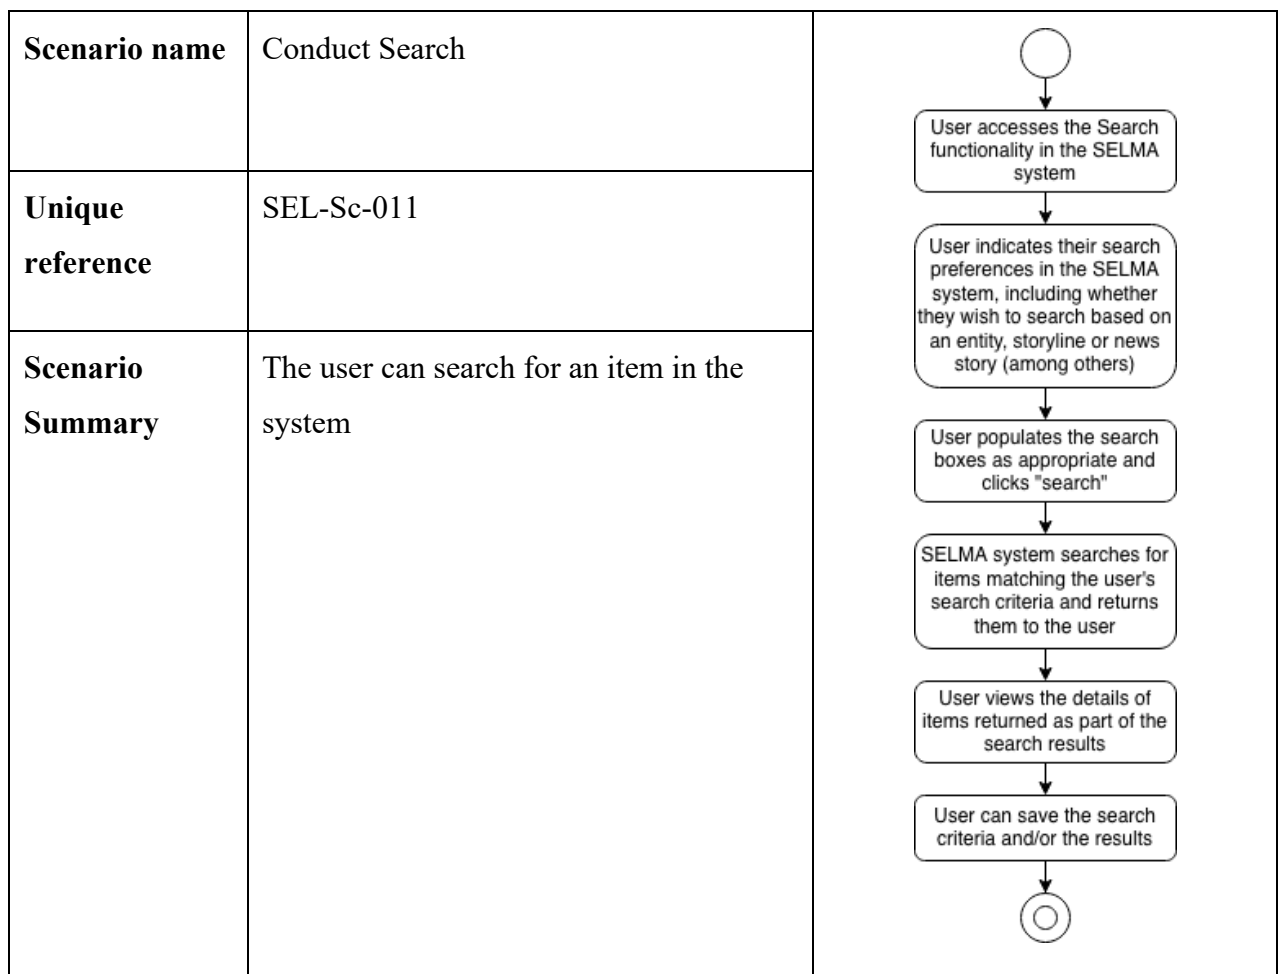 Scenario name
Conduct Search
Unique
reference
SEL-Sc-011
Scenario
Summary
The user can search for an item in the
system
User accesses the Search
functionality in the SELMA
system
User indicates their search
preferences in the SELMA
system, including whether
they wish to search based on
an entity, storyline or news
story (among others)
User populates the search
boxes as appropriate and
clicks "search"
SELMA system searches for
items matching the user's
search criteria and returns
them to the user
User views the details of
items returned as part of the
search results
User can save the search
criteria and/or the results